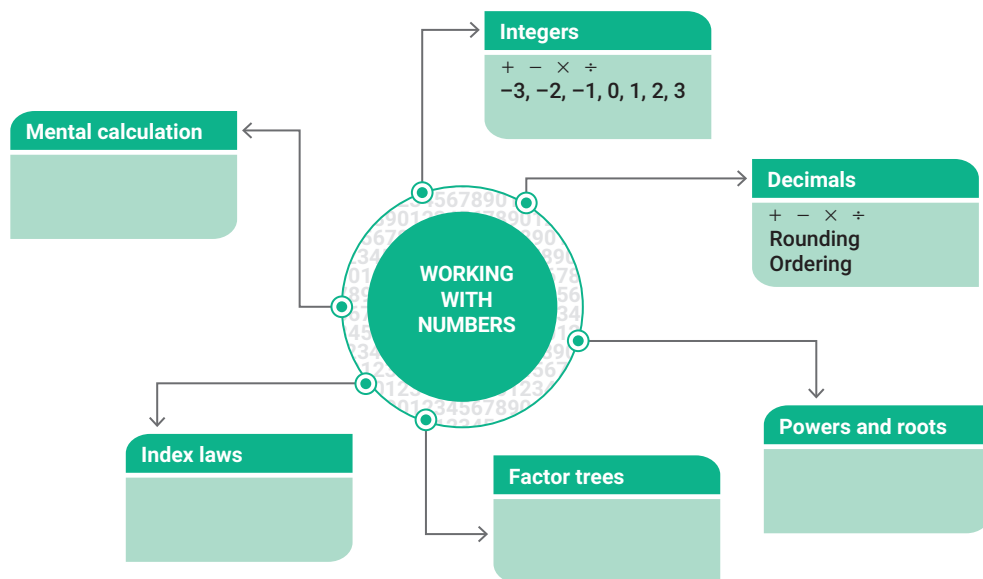 Integers
+ − × ÷
−3, −2, −1, 0, 1, 2, 3
Mental calculation
Decimals
+ − × ÷
Rounding
Ordering
WORKING
WITH
NUMBERS
Powers and roots
Index laws
Factor trees